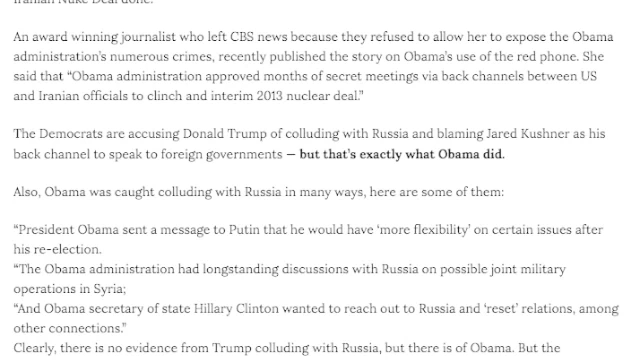 Iranian Nuke Deal done.
An award winning journalist who left CBS news because they refused to allow her to expose the Obama
administration's numerous crimes, recently published the story on Obama's use of the red phone. She
said that “Obama administration approved months of secret meetings via back channels between US
and Iranian officials to clinch and interim 2013 nuclear deal.”
The Democrats are accusing Donald Trump of colluding with Russia and blaming Jared Kushner as his
back channel to speak to foreign governments — but that's exactly what Obama did.
Also, Obama was caught colluding with Russia in many ways, here are some of them:
“President Obama sent a message to Putin that he would have ‘more flexibility’ on certain issues after
his re-election.
“The Obama administration had longstanding discussions with Russia on possible joint military
operations in Syria;
“And Obama secretary of state Hillary Clinton wanted to reach out to Russia and ‘reset’ relations, among
other connections.”
Clearly, there is no evidence from Trump colluding with Russia, but there is of Obama. But the